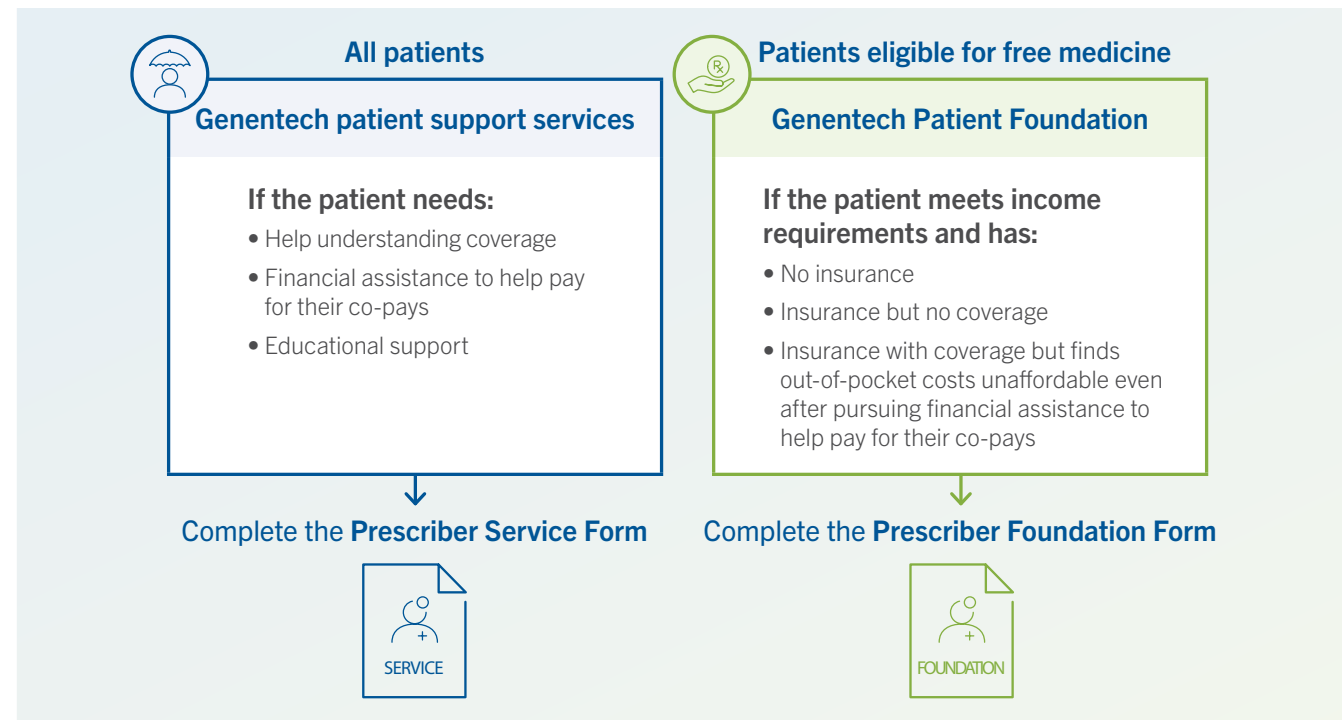 All patients
Genentech patient support services
If the patient needs:
• Help understanding coverage
• Financial assistance to help pay
for their co-pays
• Educational support
Complete the Prescriber Service Form
SERVICE
Patients eligible for free medicine
Rx
Genentech Patient Foundation
If the patient meets income
requirements and has:
• No insurance
• Insurance but no coverage
• Insurance with coverage but finds
out-of-pocket costs unaffordable even
after pursuing financial assistance to
help pay for their co-pays
Complete the Prescriber Foundation Form
FOUNDATION